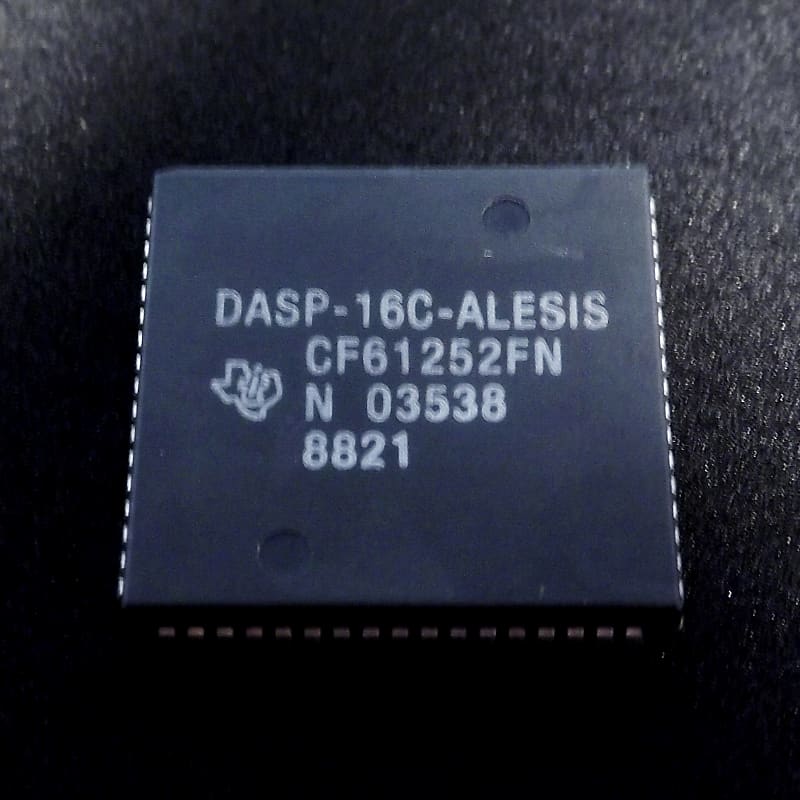 DASP-16C-ALESIS
CF61252FN
N 03538
8821